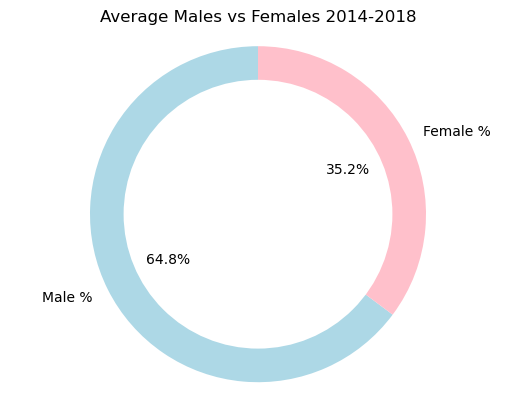 Average Males vs Females 2014-2018
Female %
35.2%
64.8%
Male %